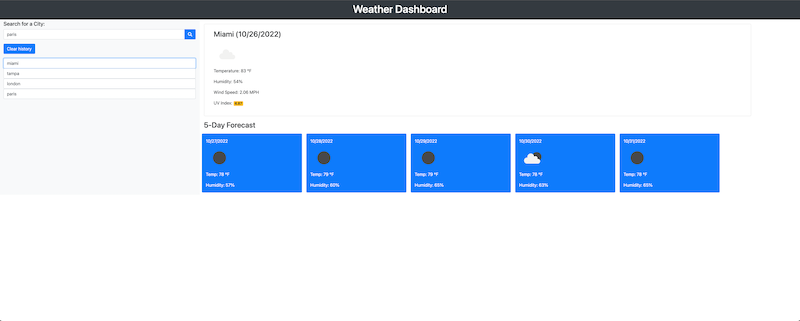 Weather Dashboard
Search for a City:
paris
Clear history
miami
tampa
london
paris
Miami (10/26/2022)
Temperature: 83 °F
Humidity: 54%
Wind Speed: 2.06 MPH
UV Index:
5-Day Forecast
10/27/2022
Temp: 78 °F
Humidity: 57%
10/28/2022
Temp: 79 °F
Humidity: 60%
10/29/2022
Temp: 79 °F
Humidity: 65%
10/30/2022
Temp: 78 °F
Humidity: 63%
10/31/2022
Temp: 78 °F
Humidity: 65%